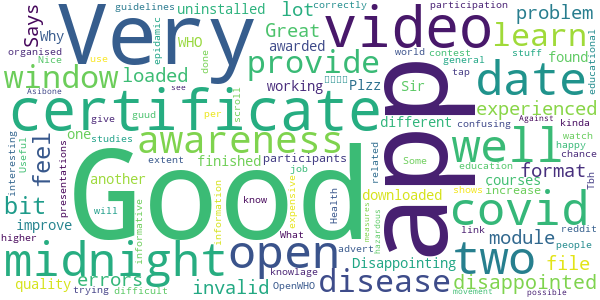 guidelines
uninstalled
correctly
participation
epidamic
Very
video
problem
Says
Why
WHO
lot
Great
organised
Nice
awarded
world
contest
learn
stuff
educational
found
Asibone
use
done
provide
Sir
general
tap
window
loaded
working
Plzz
date
app
certificate
see
scroll
different
experienced
Useful
give
guud
per
confusing
Against
kinda
feel
one
awareness
well
watch
happy
studies
extent
finished
participants
related
Some
education
format
chance
interesting
presentations
another
job
courses
increase
Tbh
will
Good
know
information
expensive
Health
downloaded
shows
link
reddit
bit
covid
improve
What
advert
measures
hazardous
module
people
higher
informative
knowlage
Disappointing
midnight
open
two
file
quality
errors
invalid
disease
disappointed
trying
difficult
OpenWHO
movement
possible